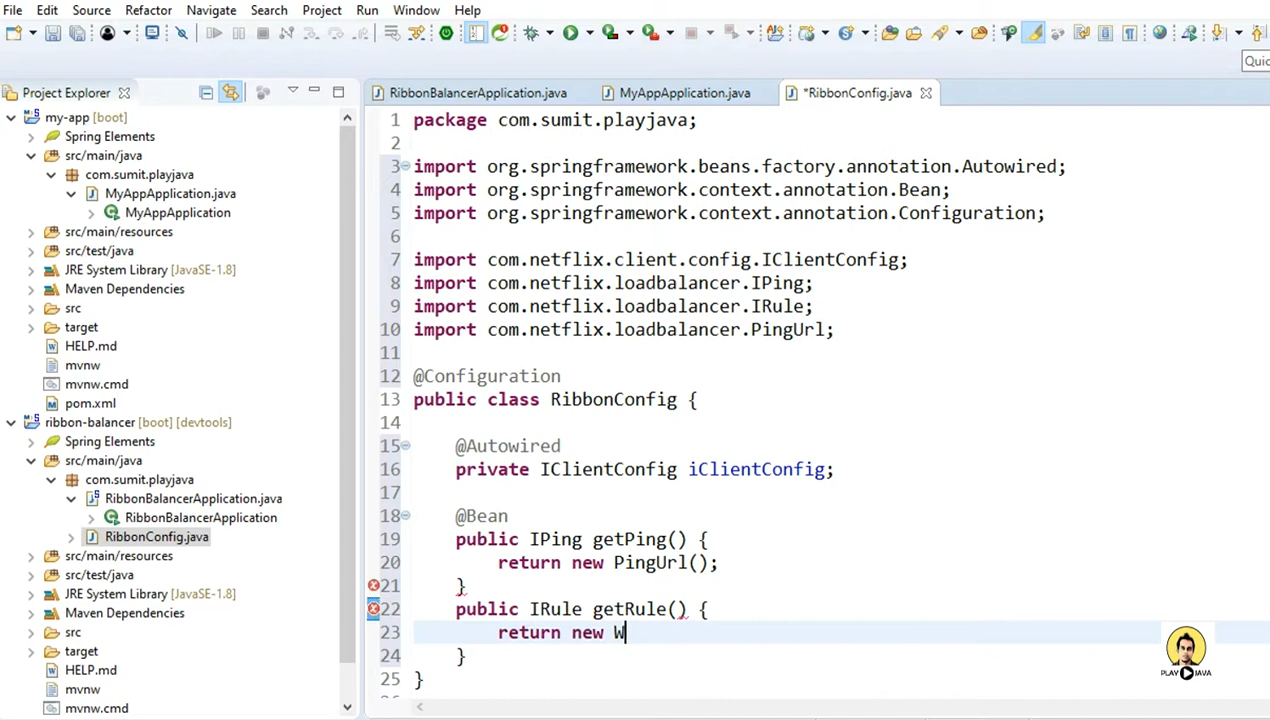 File Edit Source Refactor Navigate Search Project Run Window Help
Quic
Project Explorer
RibbonBalancerApplication.java
MyAppApplication.java
*RibbonConfig.java
my-app [boot]
Spring Elements
src/main/java
com.sumit.playjava
MyAppApplication.java
MyAppApplication
src/main/resources
src/test/java
JRE System Library [JavaSE-1.8]
Maven Dependencies
src
target
HELP.md
mvnw
mvnw.cmd
pom.xml
ribbon-balancer [boot] [devtools]
Spring Elements
src/main/java
com.sumit.playjava
RibbonBalancerApplication.java
RibbonBalancerApplication
RibbonConfig.java
src/main/resources
src/test/java
JRE System Library [JavaSE-1.8]
Maven Dependencies
src
target
HELP.md
mvnw
mvnw.cmd
1 package com.sumit.playjava;
2
3 import org.springframework.beans.factory.annotation.Autowired;
4 import org.springframework.context.annotation.Bean;
5 import org.springframework.context.annotation.Configuration;
6
7 import com.netflix.client.config.IClientConfig;
8 import com.netflix.loadbalancer.IPing;
9 import com.netflix.loadbalancer.IRule;
10 import com.netflix.loadbalancer.PingUrl;
11
12 @Configuration
13 public class RibbonConfig {
14
15 @Autowired
16 private IClientConfig iClientConfig;
17
18 @Bean
19 public IPing getPing() {
20 return new PingUrl();
21 }
22 public IRule getRule() {
23 return new W
24 }
25 }
PLAY JAVA